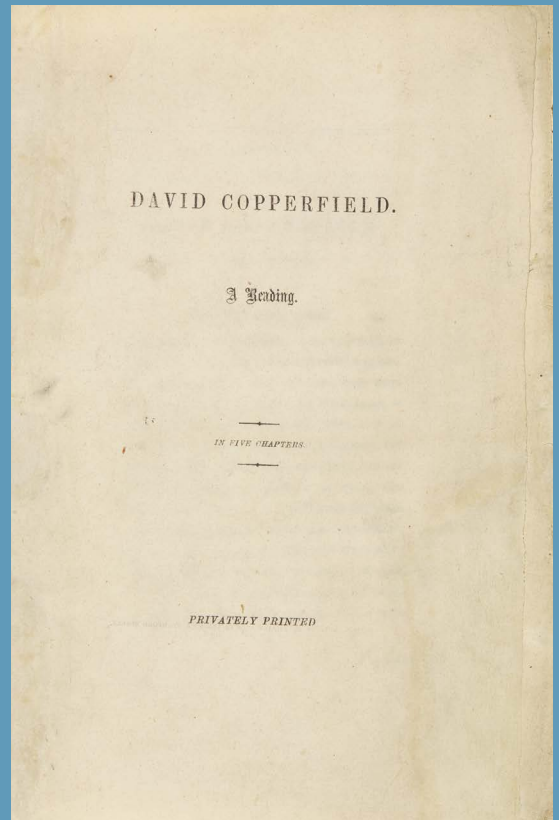 DAVID COPPERFIELD.
A Reading.
IN FIVE CHAPTERS.
PRIVATELY PRINTED